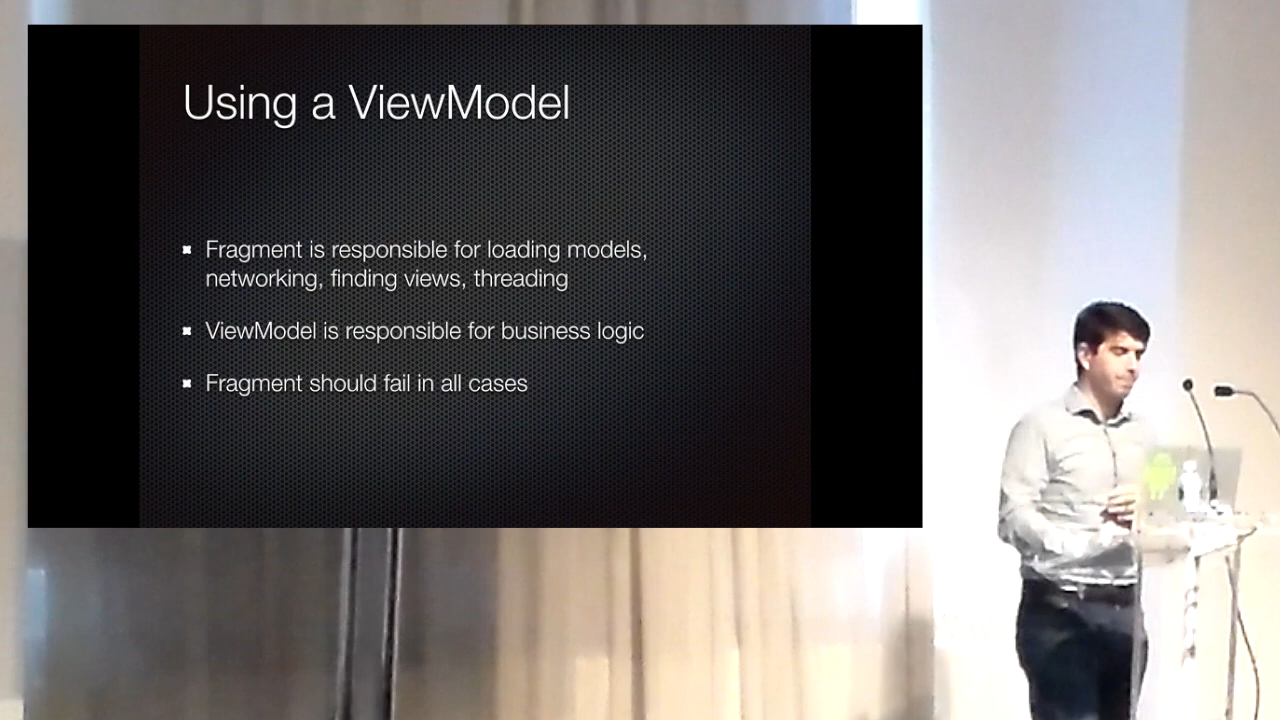 Using a ViewModel
Fragment is responsible for loading models,
networking, finding views, threading
ViewModel is responsible for business logic
Fragment should fail in all cases